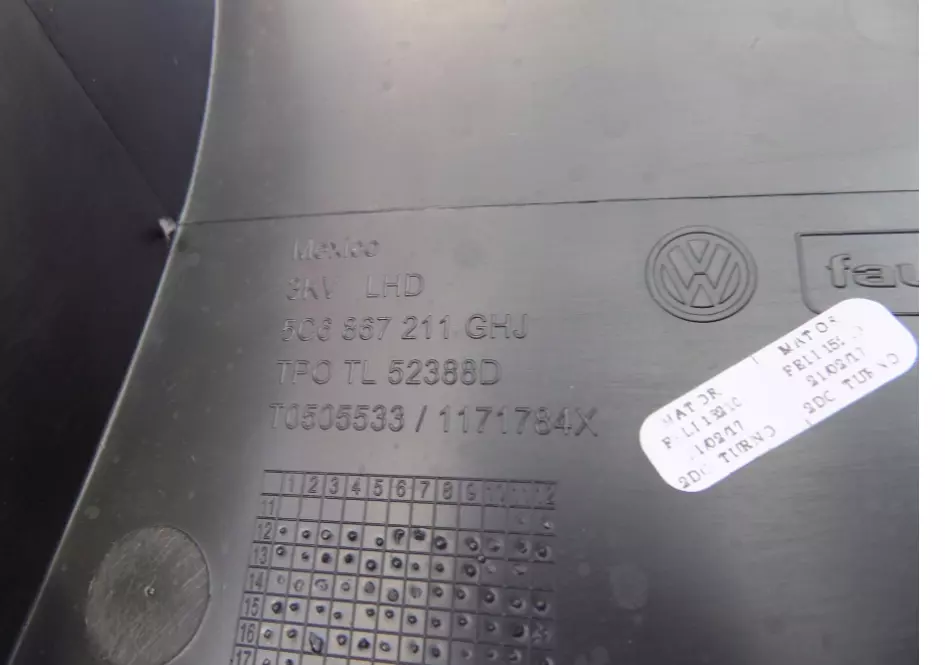 Mexico
3KV LHD
5C6 867 211 GHJ
TPO TL 52388D
T0505533 / 1171784X
fau
MATOR
21/02/17
2DO TURNO
MATOR
2DO TURNO
1 2 3 4 5 6 7 8 9 10 11 12
11
12
13
14
15
16
17